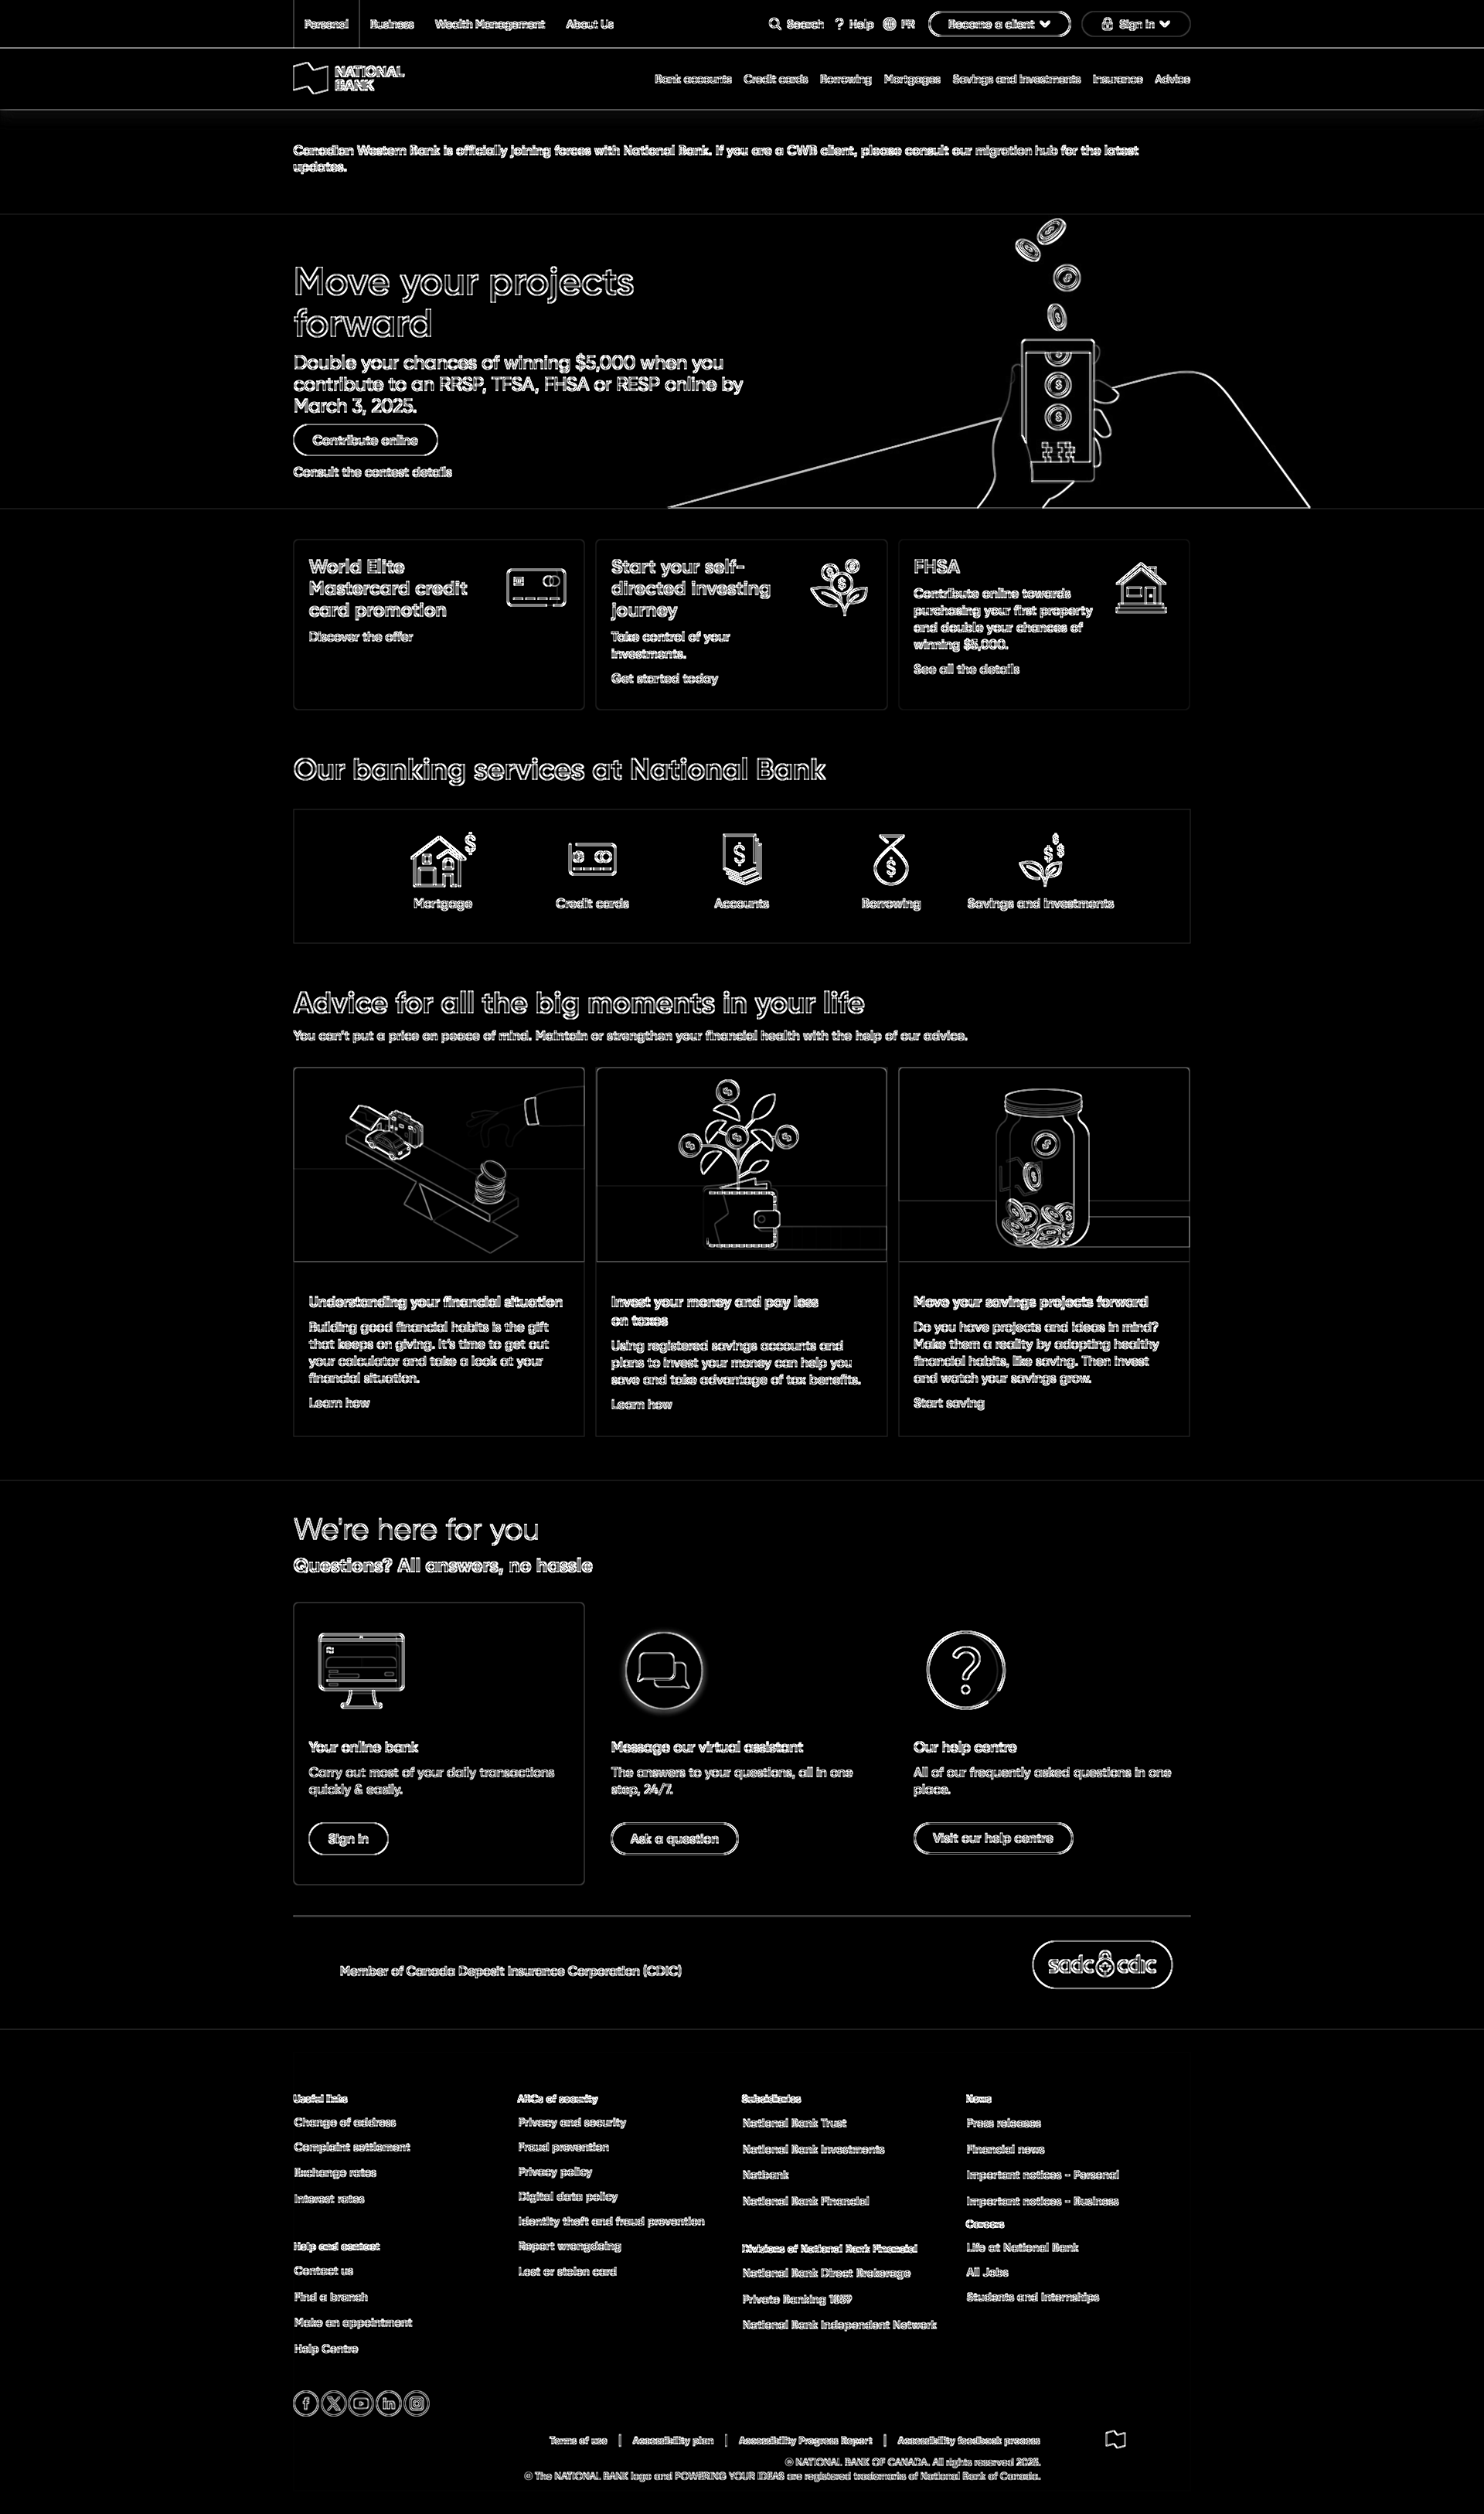 Personal
Business
Wealth Management
About Us
Search
Help
FR
Become a client
Sign in
NATIONAL
BANK
Bank accounts
Credit cards
Borrowing
Mortgages
Savings and investments
Insurance
Advice
Canadian Western Bank is officially joining forces with National Bank. If you are a CWB client, please consult our migration hub for the latest
updates.
Move your projects
forward
Double your chances of winning $5,000 when you
contribute to an RRSP, TFSA, FHSA or RESP online by
March 3, 2025.
Contribute online
Consult the contest details
World Elite
Mastercard credit
card promotion
Discover the offer
Start your self-
directed investing
journey
Take control of your
investments.
Get started today
FHSA
Contribute online towards
purchasing your first property
and double your chances of
winning $5,000.
See all the details
Our banking services at National Bank
Mortgage
Credit cards
Accounts
Borrowing
Savings and investments
Advice for all the big moments in your life
You can't put a price on peace of mind. Maintain or strengthen your financial health with the help of our advice.
Understanding your financial situation
Building good financial habits is the gift
that keeps on giving. It's time to get out
your calculator and take a look at your
financial situation.
Learn how
Invest your money and pay less
on taxes
Using registered savings accounts and
plans to invest your money can help you
save and take advantage of tax benefits.
Learn how
Move your savings projects forward
Do you have projects and ideas in mind?
Make them a reality by adopting healthy
financial habits, like saving. Then invest
and watch your savings grow.
Start saving
We're here for you
Questions? All answers, no hassle
Your online bank
Carry out most of your daily transactions
quickly & easily.
Sign in
Message our virtual assistant
The answers to your questions, all in one
step, 24/7.
Ask a question
Our help centre
All of our frequently asked questions in one
place.
Visit our help centre
Member of Canada Deposit Insurance Corporation (CDIC)
sadc cdic
Useful links
Change of address
Complaint settlement
Exchange rates
Interest rates
Help and contact
Contact us
Find a branch
Make an appointment
Help Centre
ABCs of security
Privacy and security
Fraud prevention
Privacy policy
Digital data policy
Identity theft and fraud prevention
Report wrongdoing
Lost or stolen card
Subsidiaries
National Bank Trust
National Bank Investments
Natbank
National Bank Financial
Divisions of National Bank Financial
National Bank Direct Brokerage
Private Banking 1859
National Bank Independent Network
News
Press releases
Financial news
Important notices - Personal
Important notices - Business
Careers
Life at National Bank
All Jobs
Students and Internships
Terms of use | Accessibility plan | Accessibility Progress Report | Accessibility feedback process
© NATIONAL BANK OF CANADA. All rights reserved 2025.
® The NATIONAL BANK logo and POWERING YOUR IDEAS are registered trademarks of National Bank of Canada.